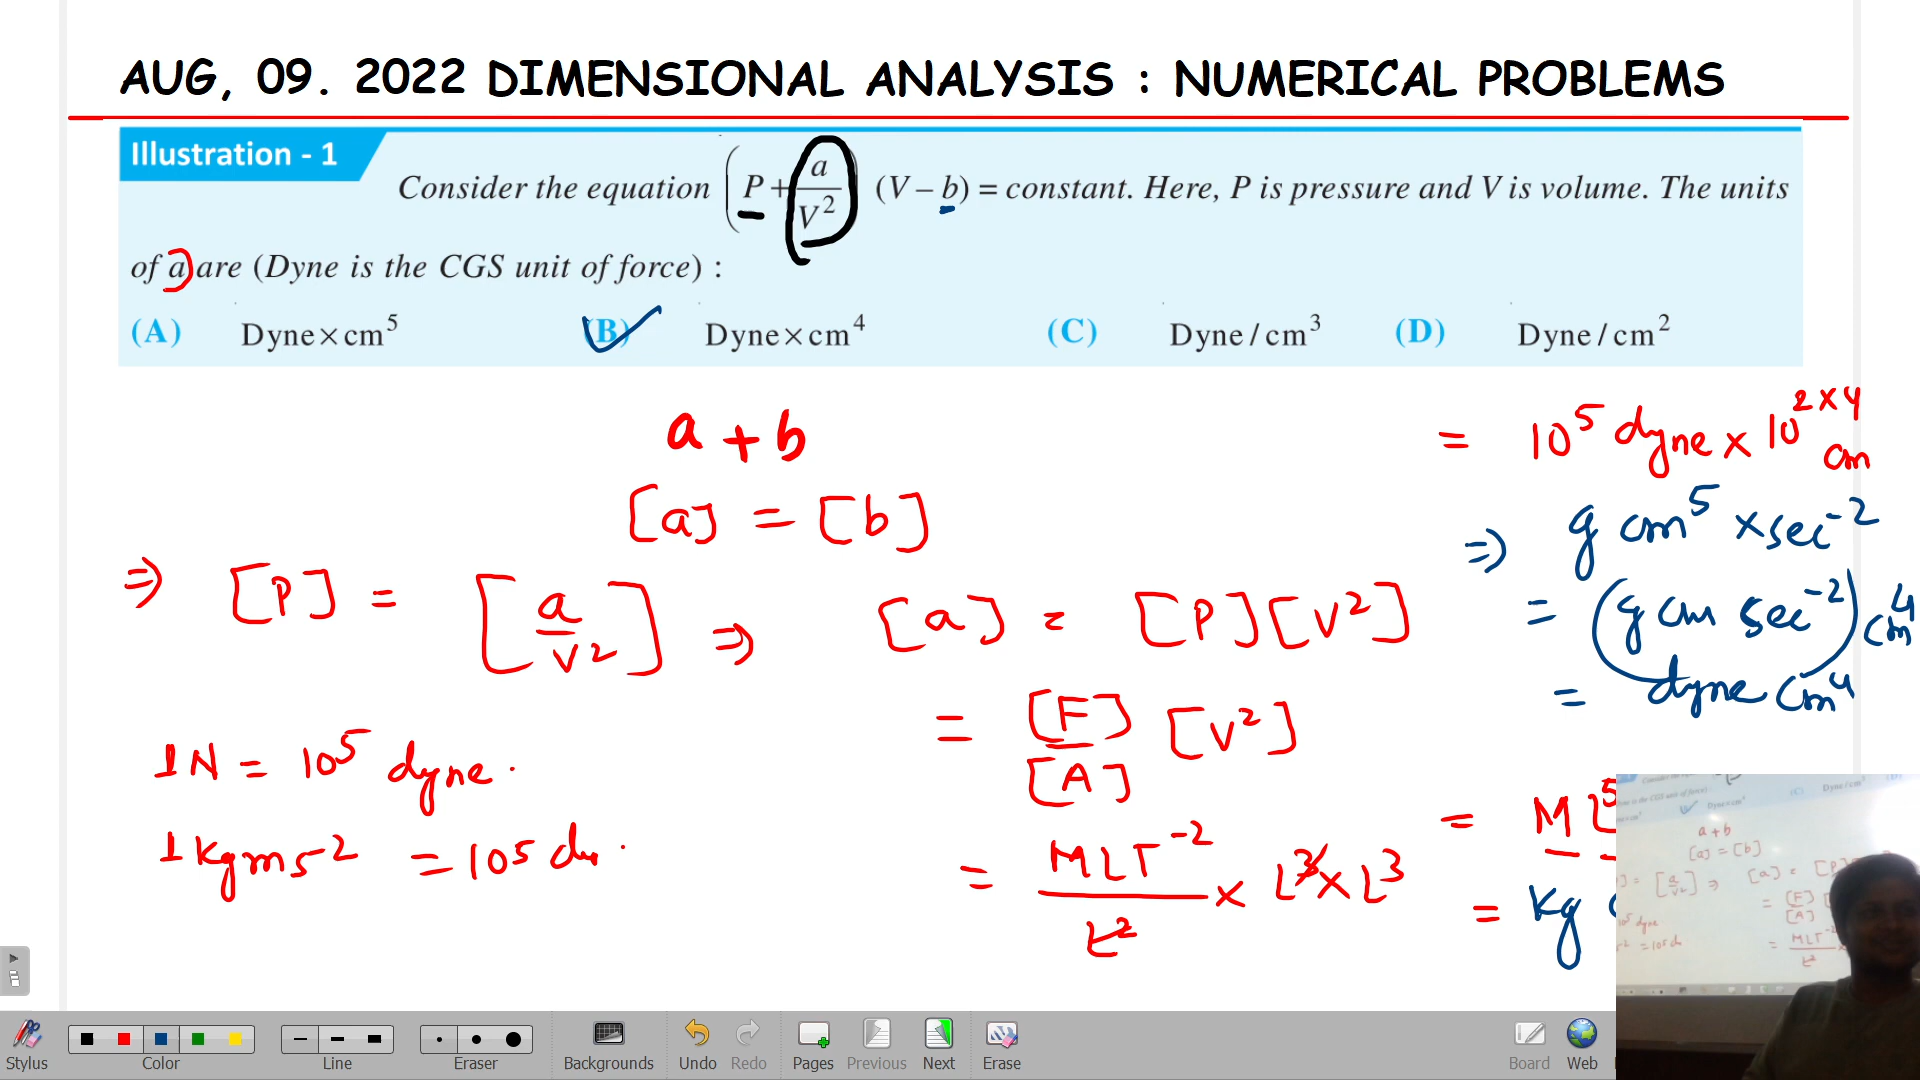 AUG, 09. 2022 DIMENSIONAL ANALYSIS : NUMERICAL PROBLEMS
Illustration - 1
Consider the equation (P + a/V²) (V – b) = constant. Here, P is pressure and V is volume. The units
of a are (Dyne is the CGS unit of force) :
(A) Dyne × cm⁵ (B) Dyne × cm⁴ (C) Dyne / cm³ (D) Dyne / cm²
a + b
[a] = [b]
⇒ [P] = [a/V²] ⇒ [a] = [P][V²]
= [F]/[A] [V²]
= MLT⁻²/L² × L³ × L³
1N = 10⁵ dyne.
1 kgms⁻² = 10⁵ dy.
= 10⁵ dyne × 10²ˣ⁴ cm
⇒ g cm⁵ × sec⁻²
= (g cm sec⁻²) cm⁴
= dyne cm⁴
= M L⁵
= kg
Stylus
Color
Line
Eraser
Backgrounds
Undo
Redo
Pages
Previous
Next
Erase
Board
Web
a + b
[a] = [b]